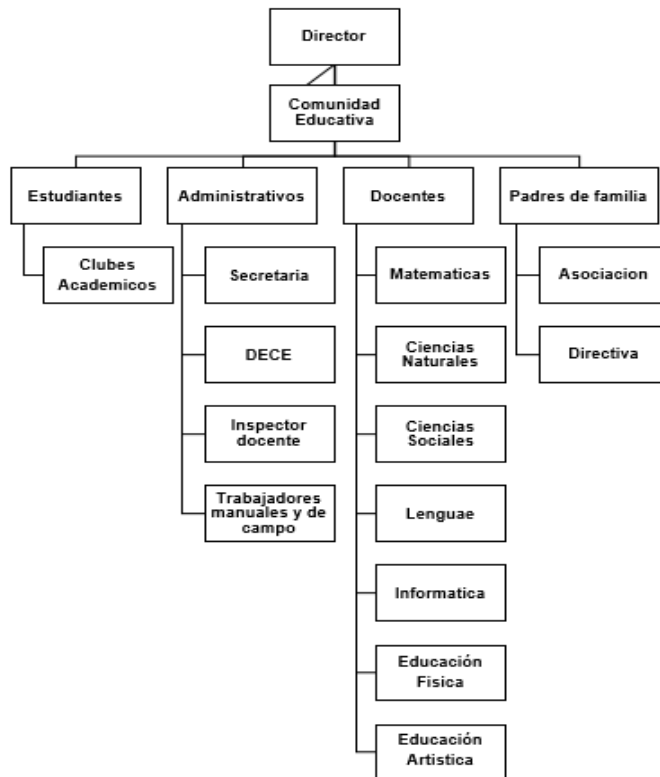 Director
Comunidad
Educativa
Estudiantes
Administrativos
Docentes
Padres de familia
Clubes
Academicos
Secretaria
Matematicas
Asociacion
DECE
Ciencias
Naturales
Directiva
Inspector
docente
Ciencias
Sociales
Trabajadores
manuales y de
campo
Lenguae
Informatica
Educación
Fisica
Educación
Artistica